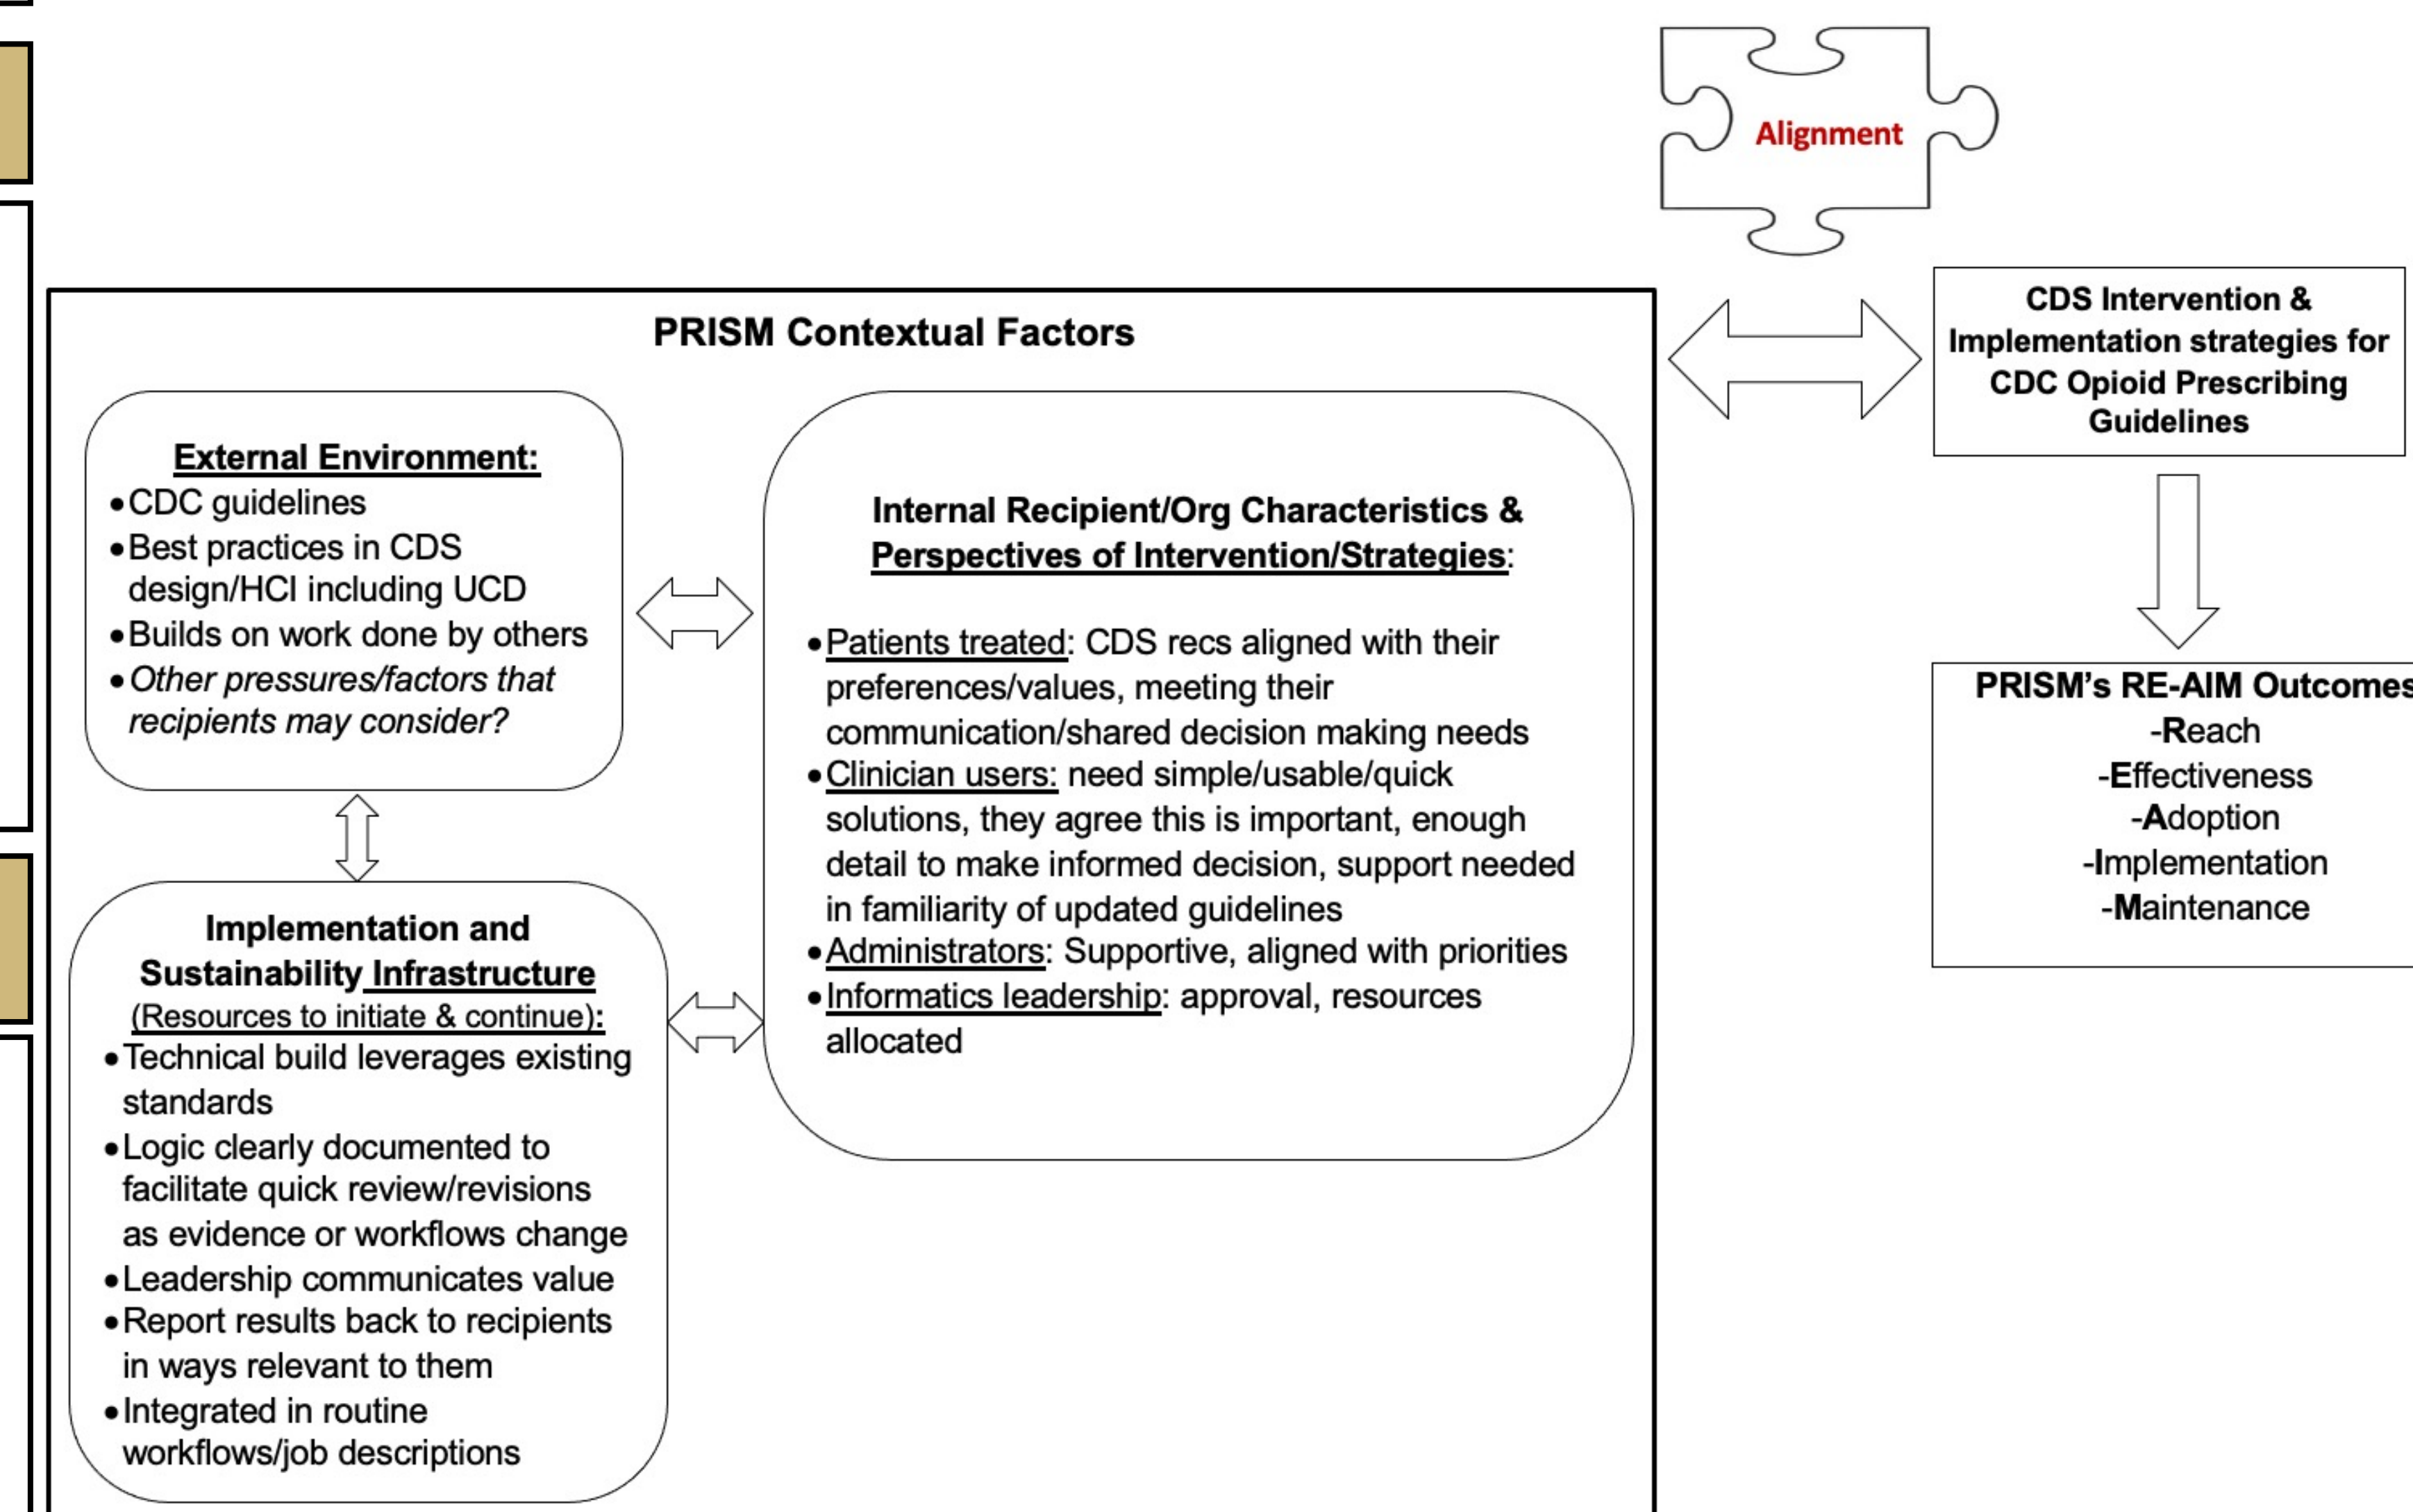 Alignment
PRISM Contextual Factors
External Environment:
•CDC guidelines
•Best practices in CDS
design/HCI including UCD
•Builds on work done by others
•Other pressures/factors that
recipients may consider?
Implementation and
Sustainability Infrastructure
(Resources to initiate & continue):
•Technical build leverages existing
standards
•Logic clearly documented to
facilitate quick review/revisions
as evidence or workflows change
•Leadership communicates value
•Report results back to recipients
in ways relevant to them
•Integrated in routine
workflows/job descriptions
Internal Recipient/Org Characteristics &
Perspectives of Intervention/Strategies:
•Patients treated: CDS recs aligned with their
preferences/values, meeting their
communication/shared decision making needs
•Clinician users: need simple/usable/quick
solutions, they agree this is important, enough
detail to make informed decision, support needed
in familiarity of updated guidelines
•Administrators: Supportive, aligned with priorities
•Informatics leadership: approval, resources
allocated
CDS Intervention &
Implementation strategies for
CDC Opioid Prescribing
Guidelines
PRISM’s RE-AIM Outcomes
-Reach
-Effectiveness
-Adoption
-Implementation
-Maintenance